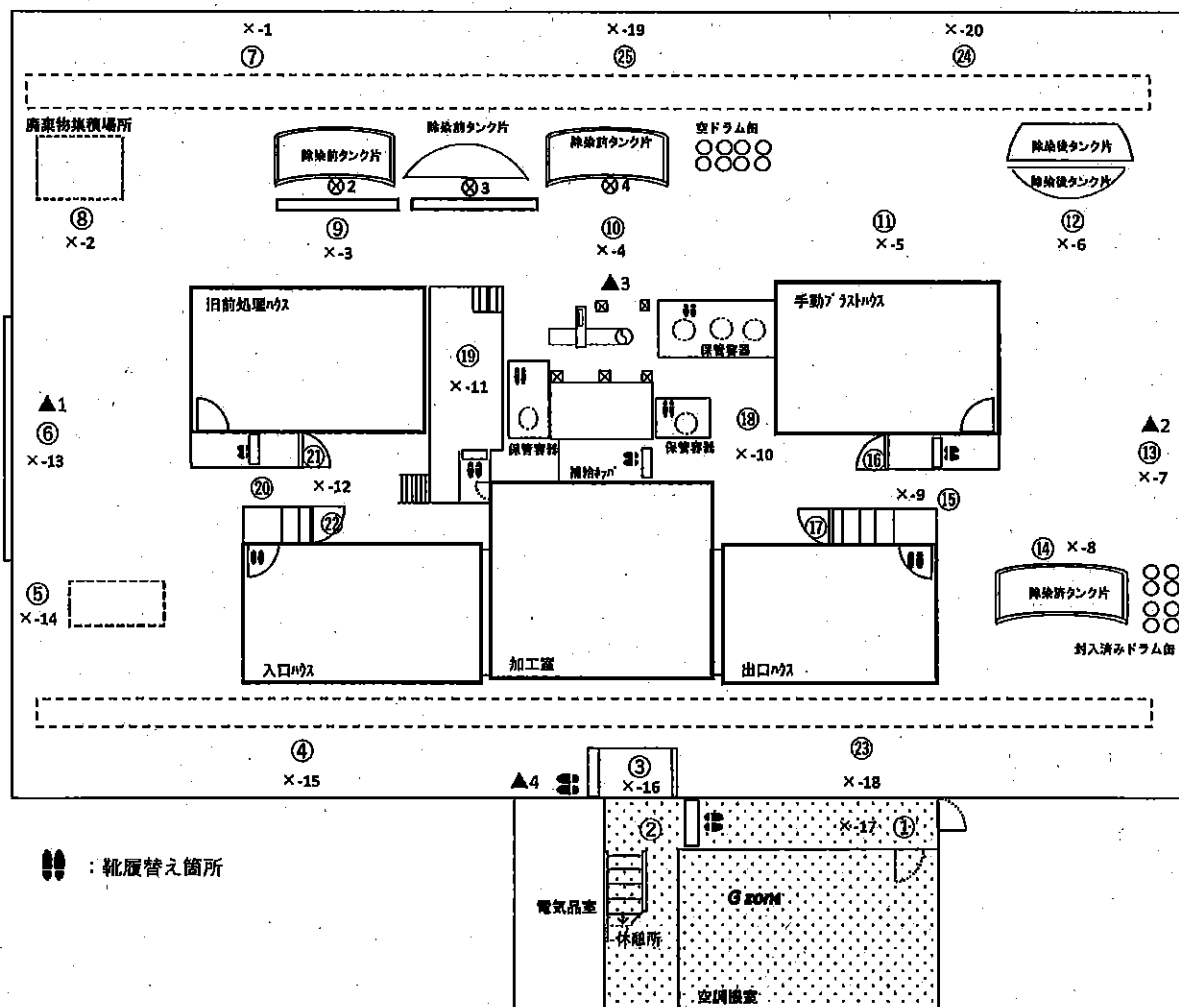 ×-1
×-19
×-20
⑦
㉕
㉔
廃棄物集積場所
除染前タンク片
除染前タンク片
除染前タンク片
空ドラム缶
除染後タンク片
除染後タンク片
2
3
4
⑧
×-2
⑨
×-3
⑩
×-4
⑪
×-5
⑫
×-6
▲3
旧前処理ハウス
手動ブラストハウス
保管容器
⑲
×-11
▲1
⑥
×-13
▲2
⑬
×-7
⑱
×-10
保管容器
保管容器
補給ホッパ
㉑
⑯
⑳
×-12
×-9
⑮
㉒
⑰
⑭
×-8
⑤
×-14
除染済タンク片
封入済みドラム缶
入口ハウス
加工室
出口ハウス
④
×-15
▲4
③
×-16
㉓
×-18
②
×-17
①
:靴履替え箇所
電気品室
G zone
休憩所
空調機室